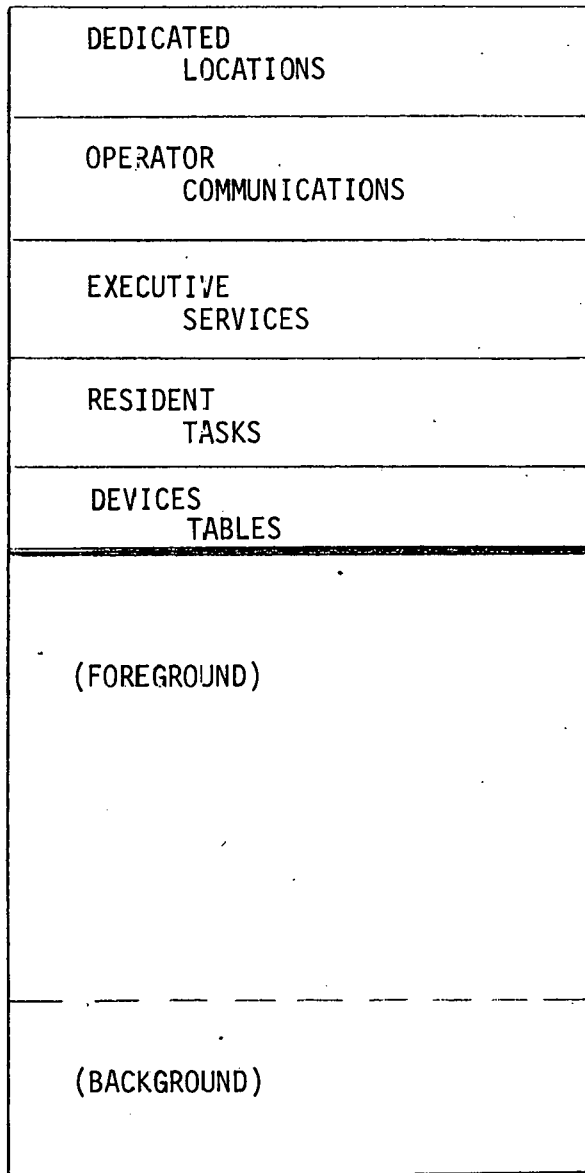 DEDICATED
LOCATIONS
OPERATOR
COMMUNICATIONS
EXECUTIVE
SERVICES
RESIDENT
TASKS
DEVICES
TABLES
(FOREGROUND)
(BACKGROUND)